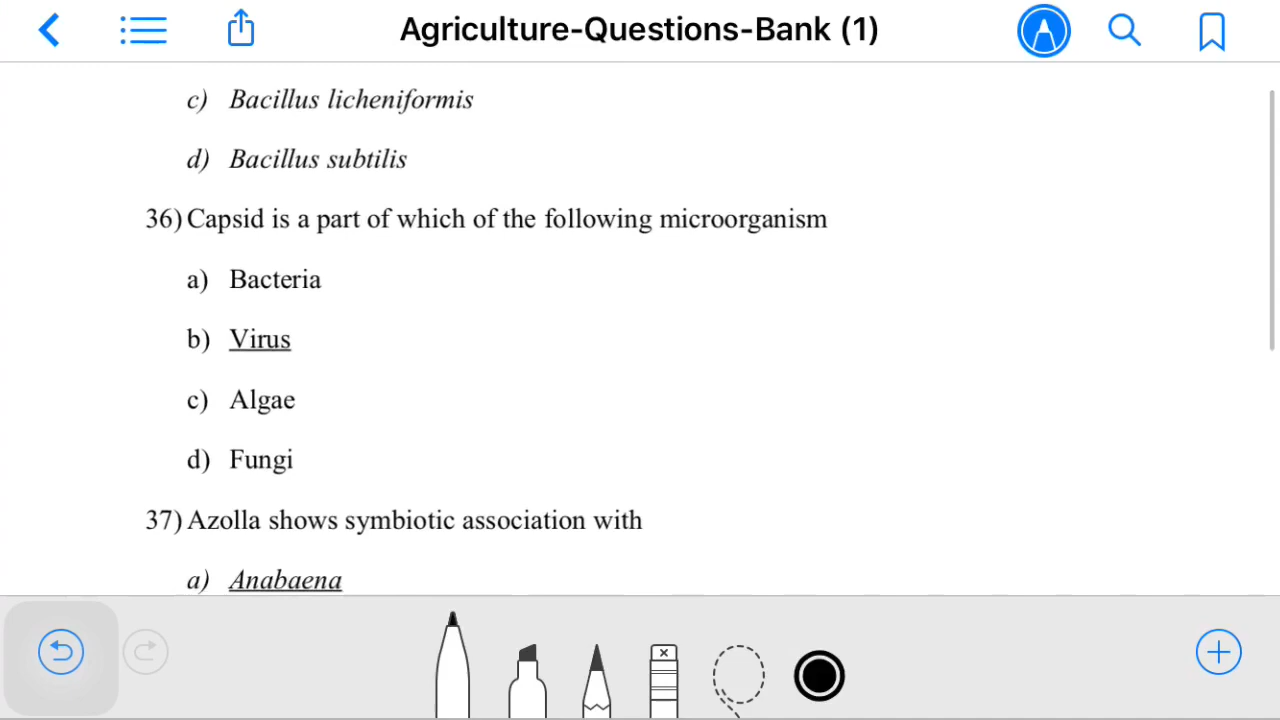 Agriculture-Questions-Bank (1)
c) Bacillus licheniformis
d) Bacillus subtilis
36) Capsid is a part of which of the following microorganism
a) Bacteria
b) Virus
c) Algae
d) Fungi
37) Azolla shows symbiotic association with
a) Anabaena